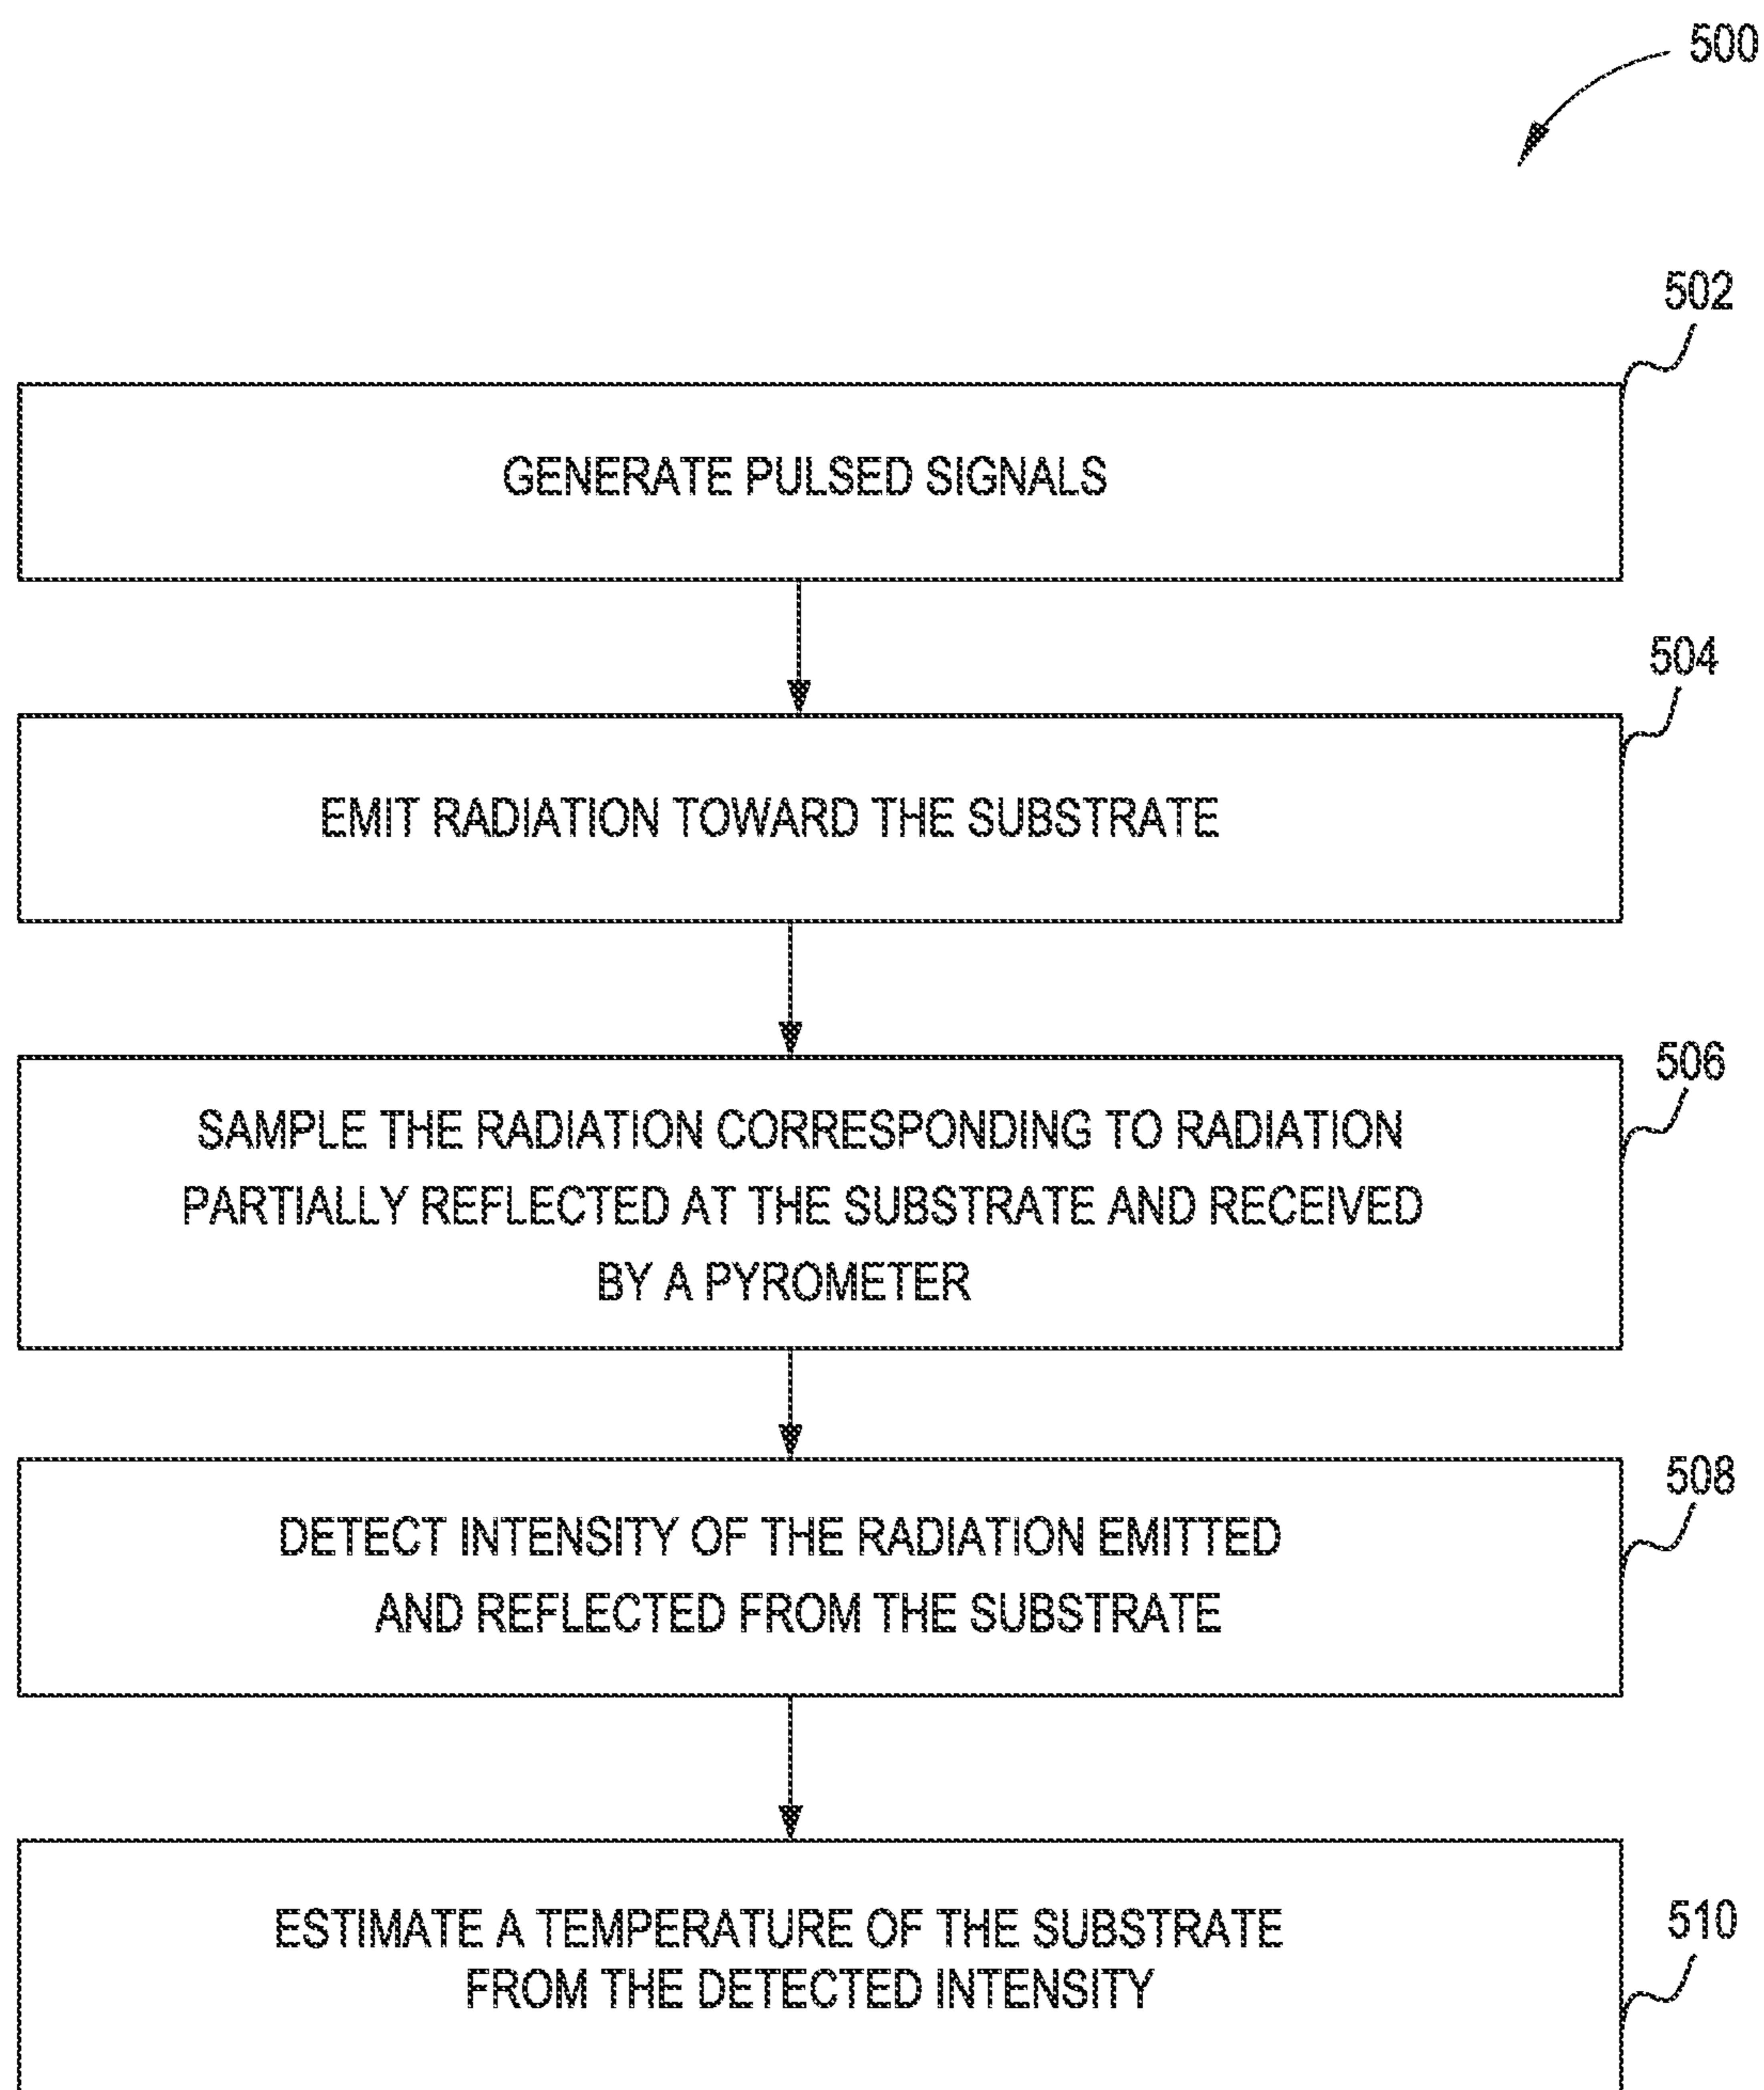 500
502
GENERATE PULSED SIGNALS
504
EMIT RADIATION TOWARD THE SUBSTRATE
506
SAMPLE THE RADIATION CORRESPONDING TO RADIATION
PARTIALLY REFLECTED AT THE SUBSTRATE AND RECEIVED
BY A PYROMETER
508
DETECT INTENSITY OF THE RADIATION EMITTED
AND REFLECTED FROM THE SUBSTRATE
510
ESTIMATE A TEMPERATURE OF THE SUBSTRATE
FROM THE DETECTED INTENSITY